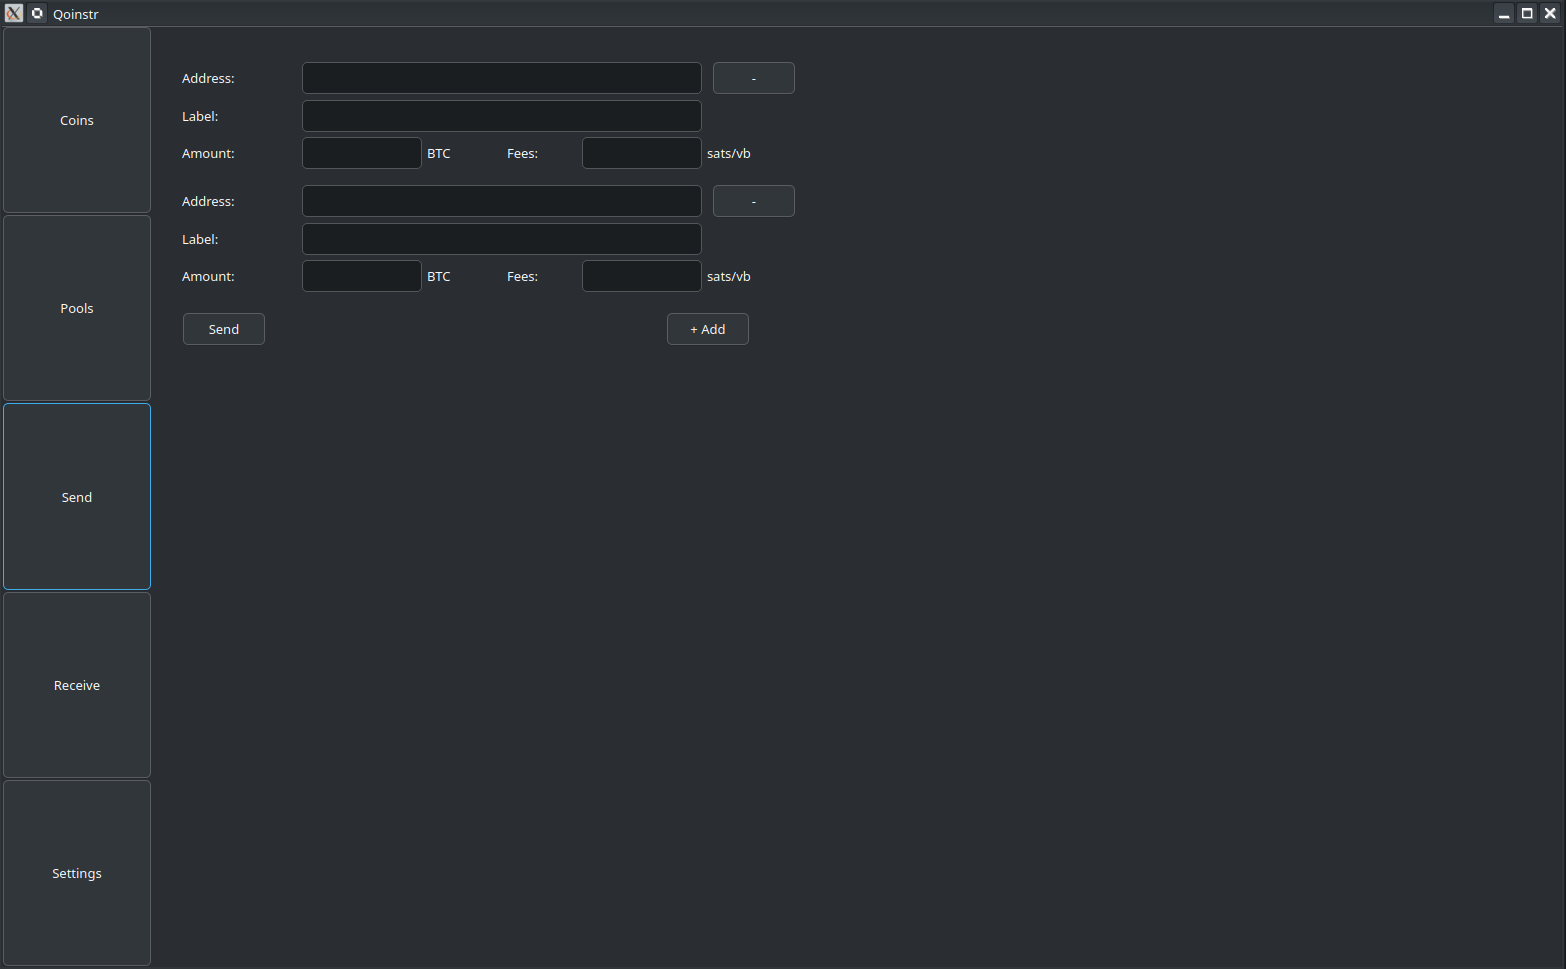 Qoinstr
Coins
Pools
Send
Receive
Settings
Address: -
Label:
Amount: BTC Fees: sats/vb
Address: -
Label:
Amount: BTC Fees: sats/vb
Send + Add